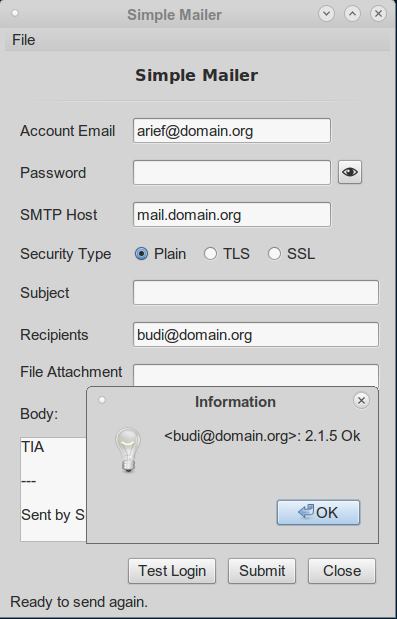 Simple Mailer
File
Simple Mailer
Account Email arief@domain.org
Password
SMTP Host mail.domain.org
Security Type Plain TLS SSL
Subject
Recipients budi@domain.org
File Attachment
Information
Body:
<budi@domain.org>: 2.1.5 Ok
TIA
---
Sent by S
OK
Test Login Submit Close
Ready to send again.